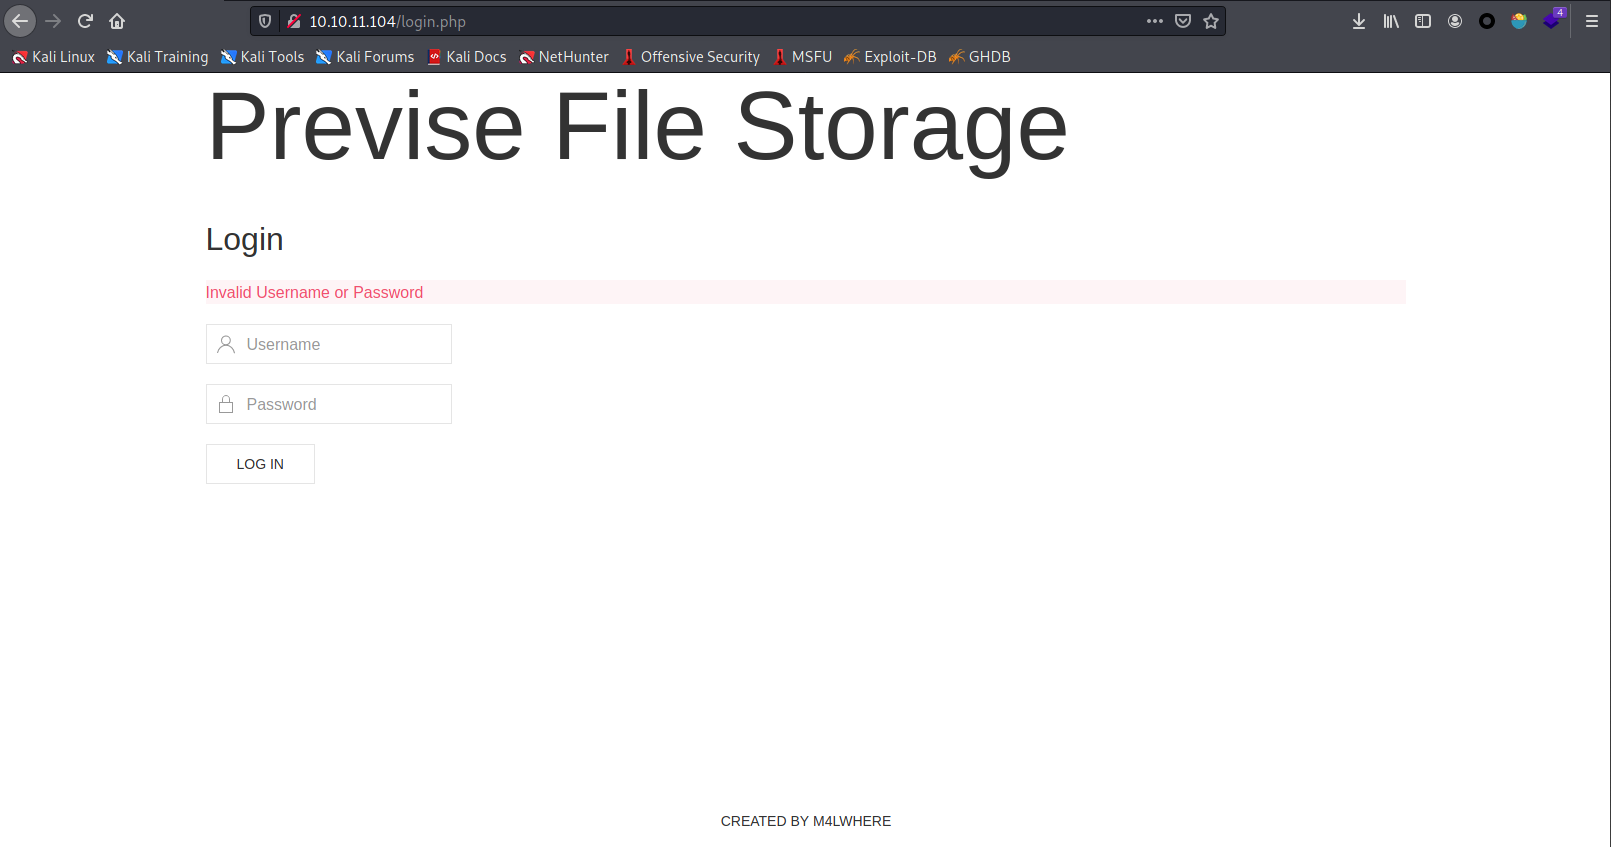 10.10.11.104/login.php
4
Kali Linux Kali Training Kali Tools Kali Forums Kali Docs NetHunter Offensive Security MSFU Exploit-DB GHDB
Previse File Storage
Login
Invalid Username or Password
Username
Password
LOG IN
CREATED BY M4LWHERE